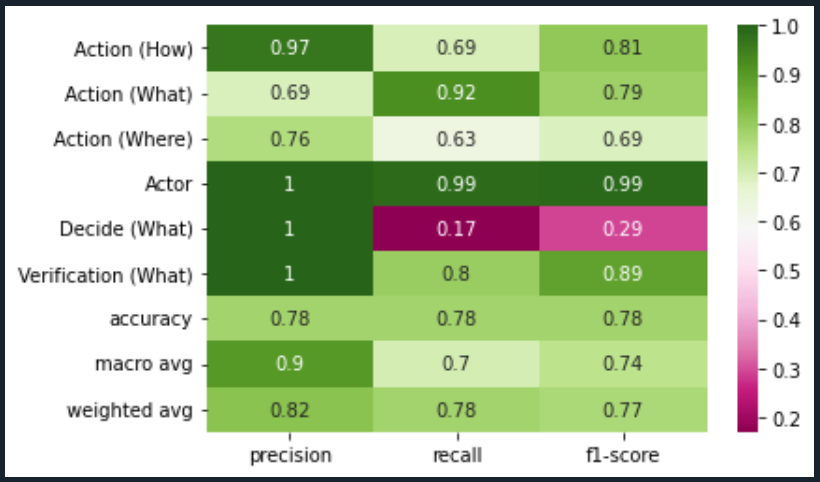 Action (How) 0.97 0.69 0.81
Action (What) 0.69 0.92 0.79
Action (Where) 0.76 0.63 0.69
Actor 1 0.99 0.99
Decide (What) 1 0.17 0.29
Verification (What) 1 0.8 0.89
accuracy 0.78 0.78 0.78
macro avg 0.9 0.7 0.74
weighted avg 0.82 0.78 0.77
precision recall f1-score
1.0
0.9
0.8
0.7
0.6
0.5
0.4
0.3
0.2